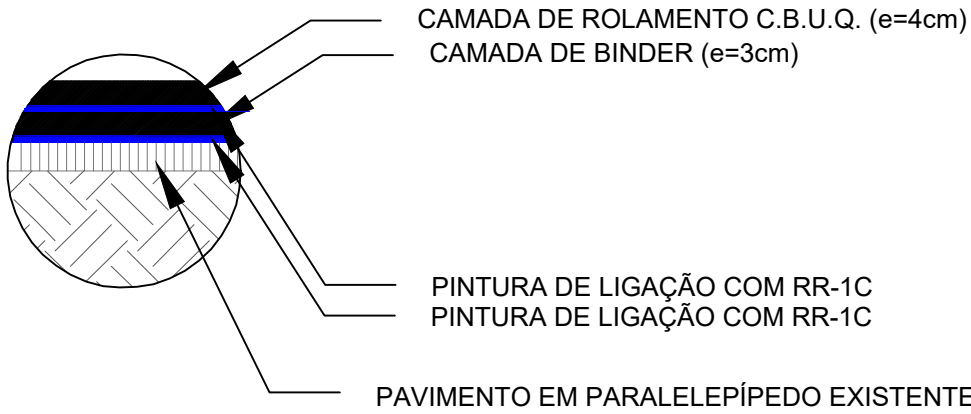 CAMADA DE ROLAMENTO C.B.U.Q. (e=4cm)
CAMADA DE BINDER (e=3cm)
PINTURA DE LIGAÇÃO COM RR-1C
PINTURA DE LIGAÇÃO COM RR-1C
PAVIMENTO EM PARALELEPÍPEDO EXISTENTE